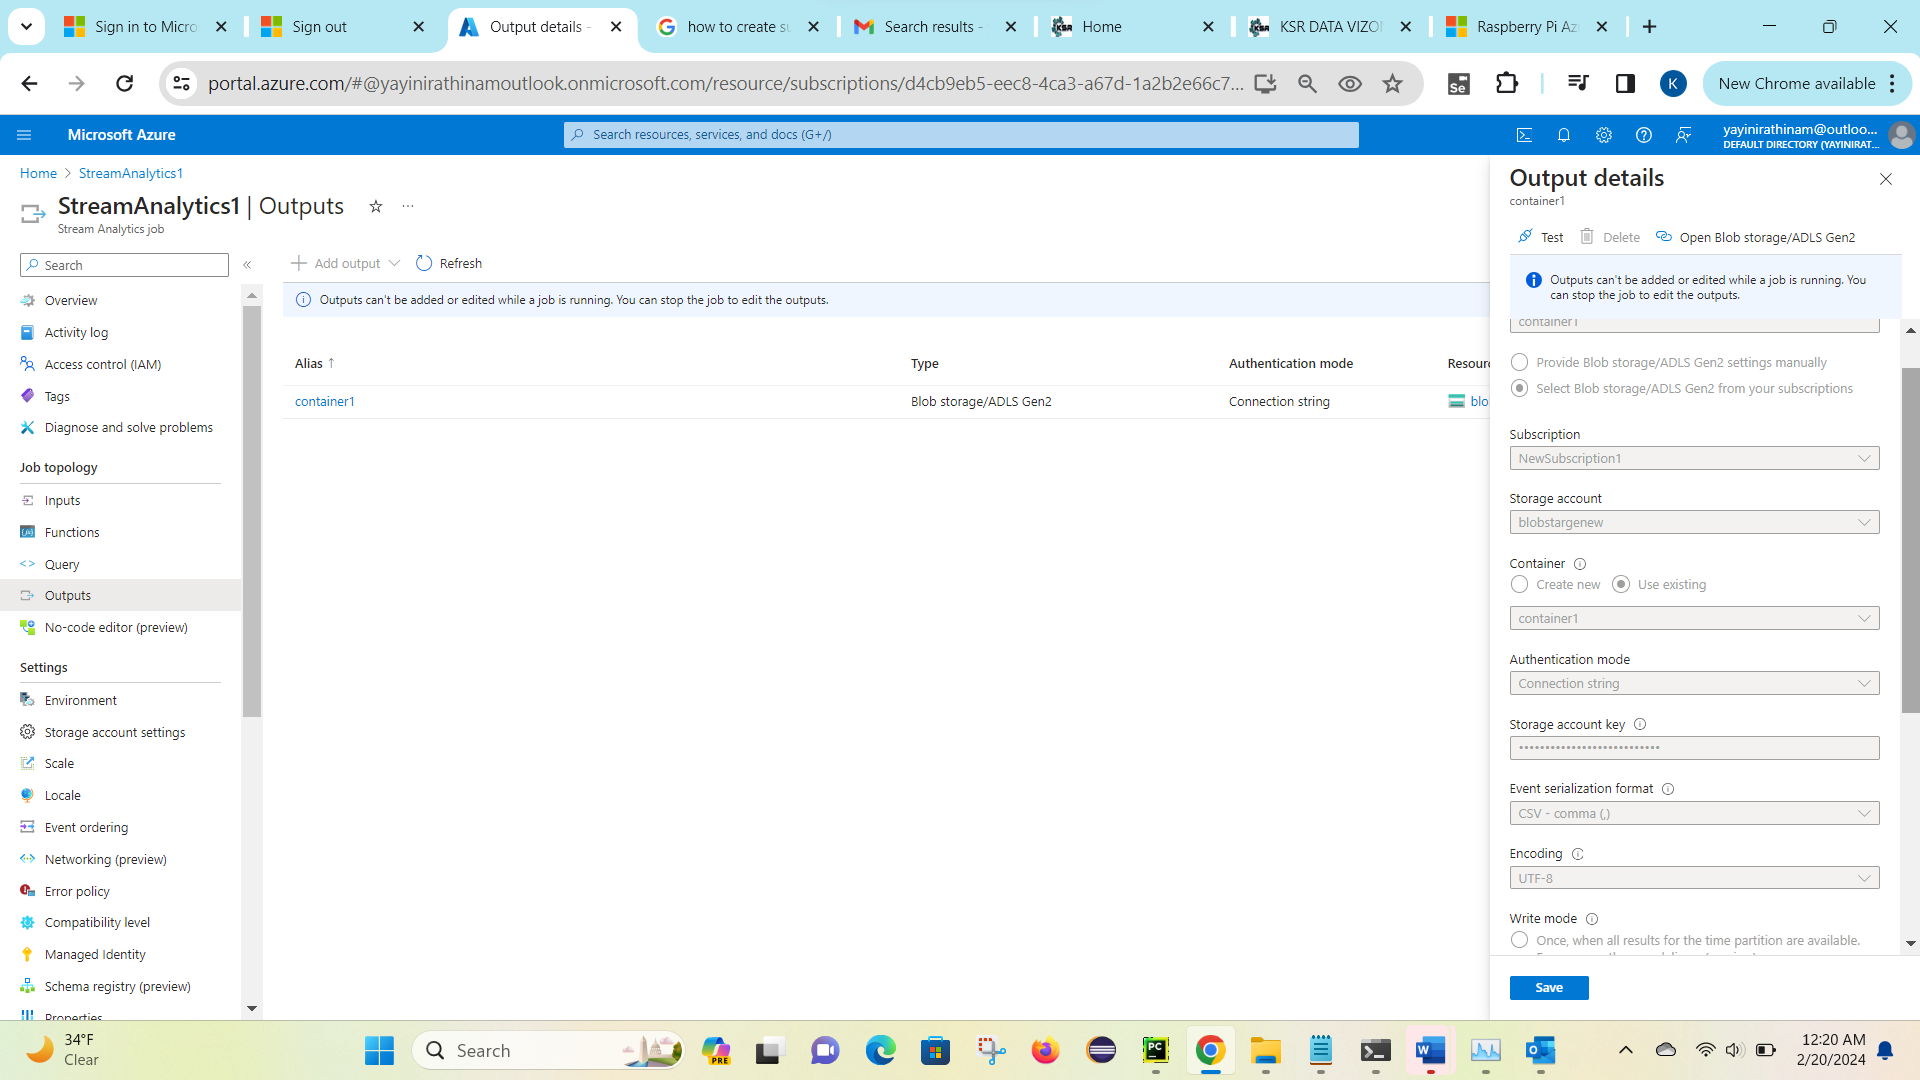 Sign in to Micro
Sign out
Output details -
how to create su
Search results -
Home
KSR DATA VIZON
Raspberry Pi Az
portal.azure.com/#@yayinirathinamoutlook.onmicrosoft.com/resource/subscriptions/d4cb9eb5-eec8-4ca3-a67d-1a2b2e66c7...
Se
K
New Chrome available
Microsoft Azure
Search resources, services, and docs (G+/)
yayinirathinam@outloo...
DEFAULT DIRECTORY (YAYINIRAT...
Home > StreamAnalytics1
StreamAnalytics1 | Outputs
Stream Analytics job
Search
Overview
Activity log
Access control (IAM)
Tags
Diagnose and solve problems
Job topology
Inputs
Functions
Query
Outputs
No-code editor (preview)
Settings
Environment
Storage account settings
Scale
Locale
Event ordering
Networking (preview)
Error policy
Compatibility level
Managed Identity
Schema registry (preview)
Properties
Add output
Refresh
Outputs can't be added or edited while a job is running. You can stop the job to edit the outputs.
Alias ↑ Type Authentication mode Resourc
container1 Blob storage/ADLS Gen2 Connection string blo
Output details
container1
Test
Delete
Open Blob storage/ADLS Gen2
Outputs can't be added or edited while a job is running. You
can stop the job to edit the outputs.
container1
Provide Blob storage/ADLS Gen2 settings manually
Select Blob storage/ADLS Gen2 from your subscriptions
Subscription
NewSubscription1
Storage account
blobstargenew
Container
Create new
Use existing
container1
Authentication mode
Connection string
Storage account key
•••••••••••••••••••••••••••
Event serialization format
CSV - comma (,)
Encoding
UTF-8
Write mode
Once, when all results for the time partition are available.
Save
34°F
Clear
Search
PRE
PC
W
12:20 AM
2/20/2024